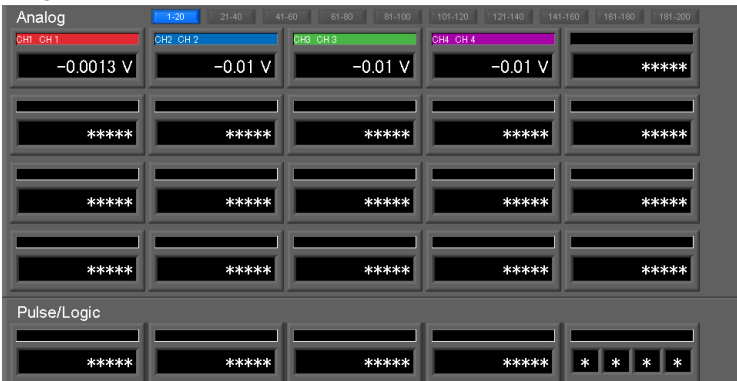 Analog 1-20 21-40 41-60 61-80 81-100 101-120 121-140 141-160 161-180 181-200
CH1 CH 1 CH2 CH 2 CH3 CH 3 CH4 CH 4
-0.0013 V -0.01 V -0.01 V -0.01 V *****
***** ***** ***** ***** *****
***** ***** ***** ***** *****
***** ***** ***** ***** *****
Pulse/Logic
***** ***** ***** ***** * * * *